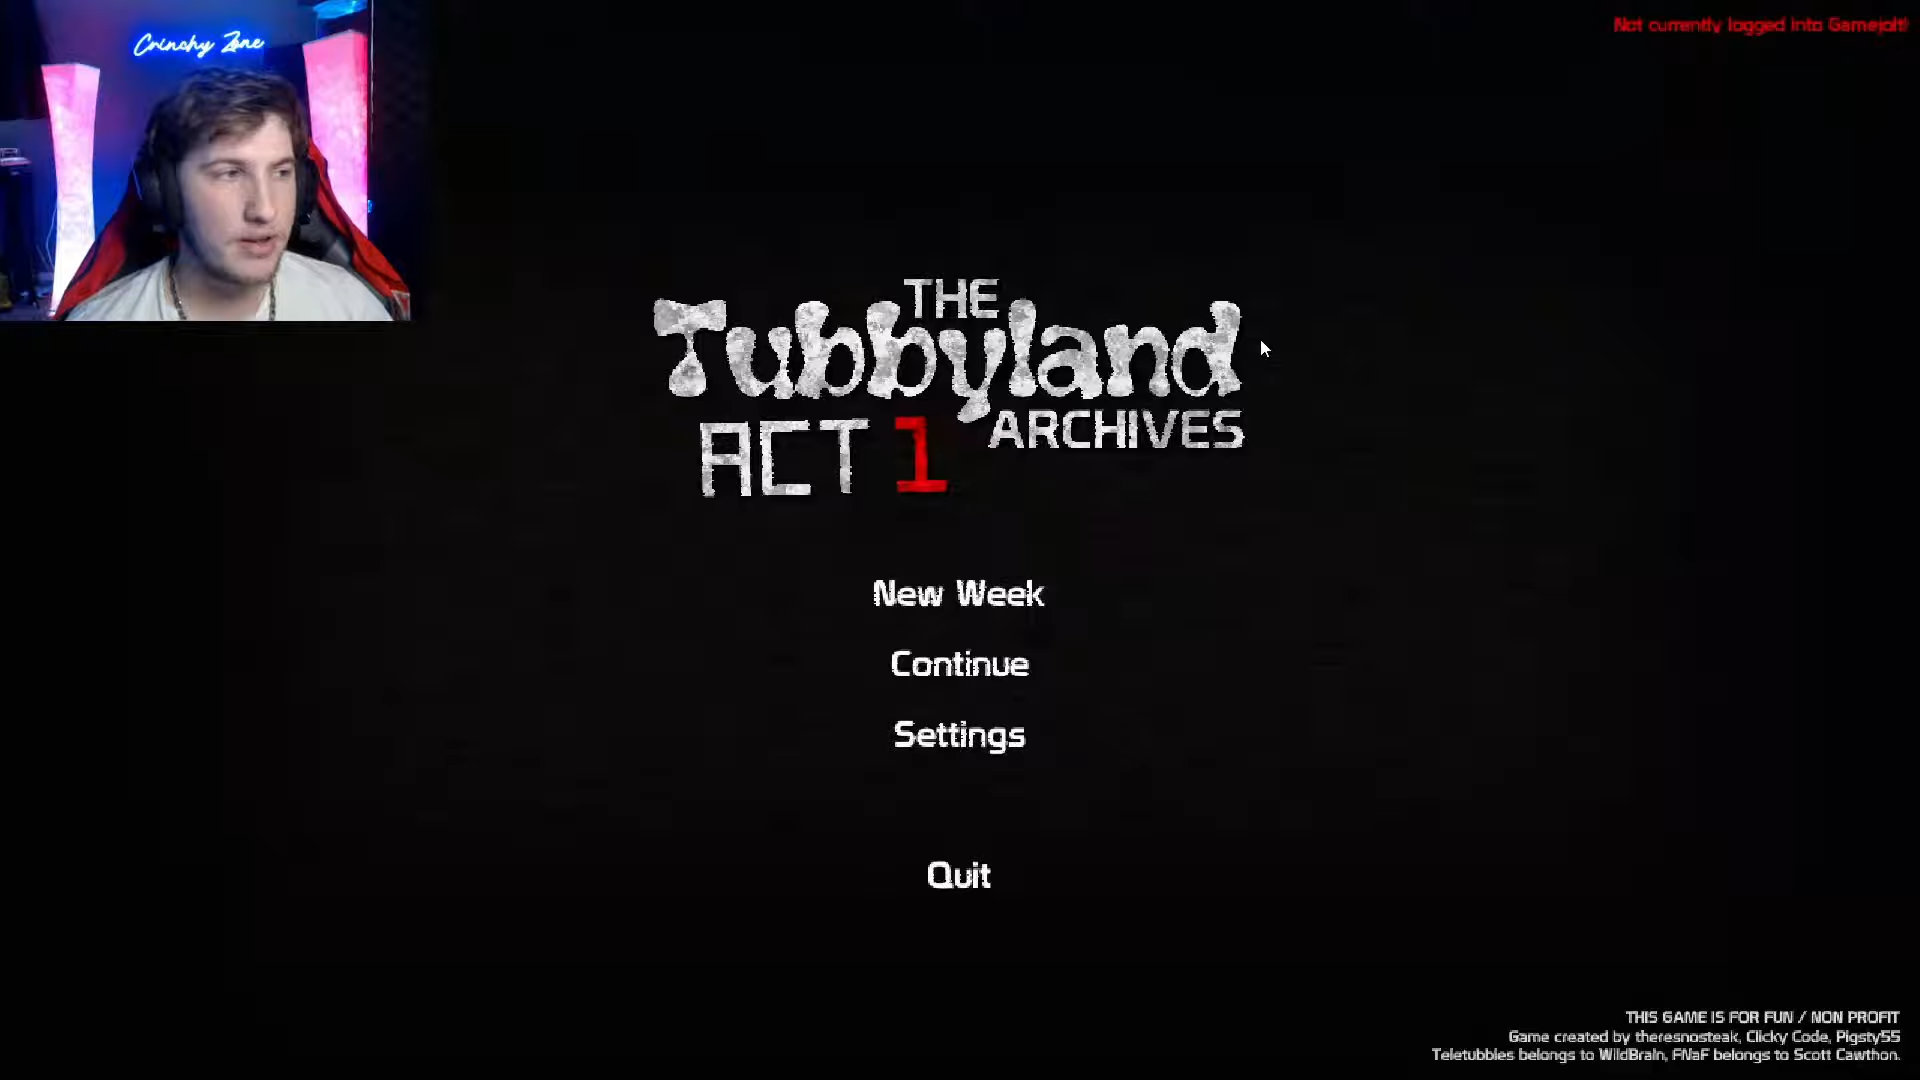 Crinchy Zone
Not currently logged into Gamejolt!
THE
Tubbyland
ARCHIVES
ACT 1
New Week
Continue
Settings
Quit
THIS GAME IS FOR FUN / NON PROFIT
Game created by theresnosteak, Clicky Code, Pigsty55
Teletubbies belongs to WildBrain, FNaF belongs to Scott Cawthon.